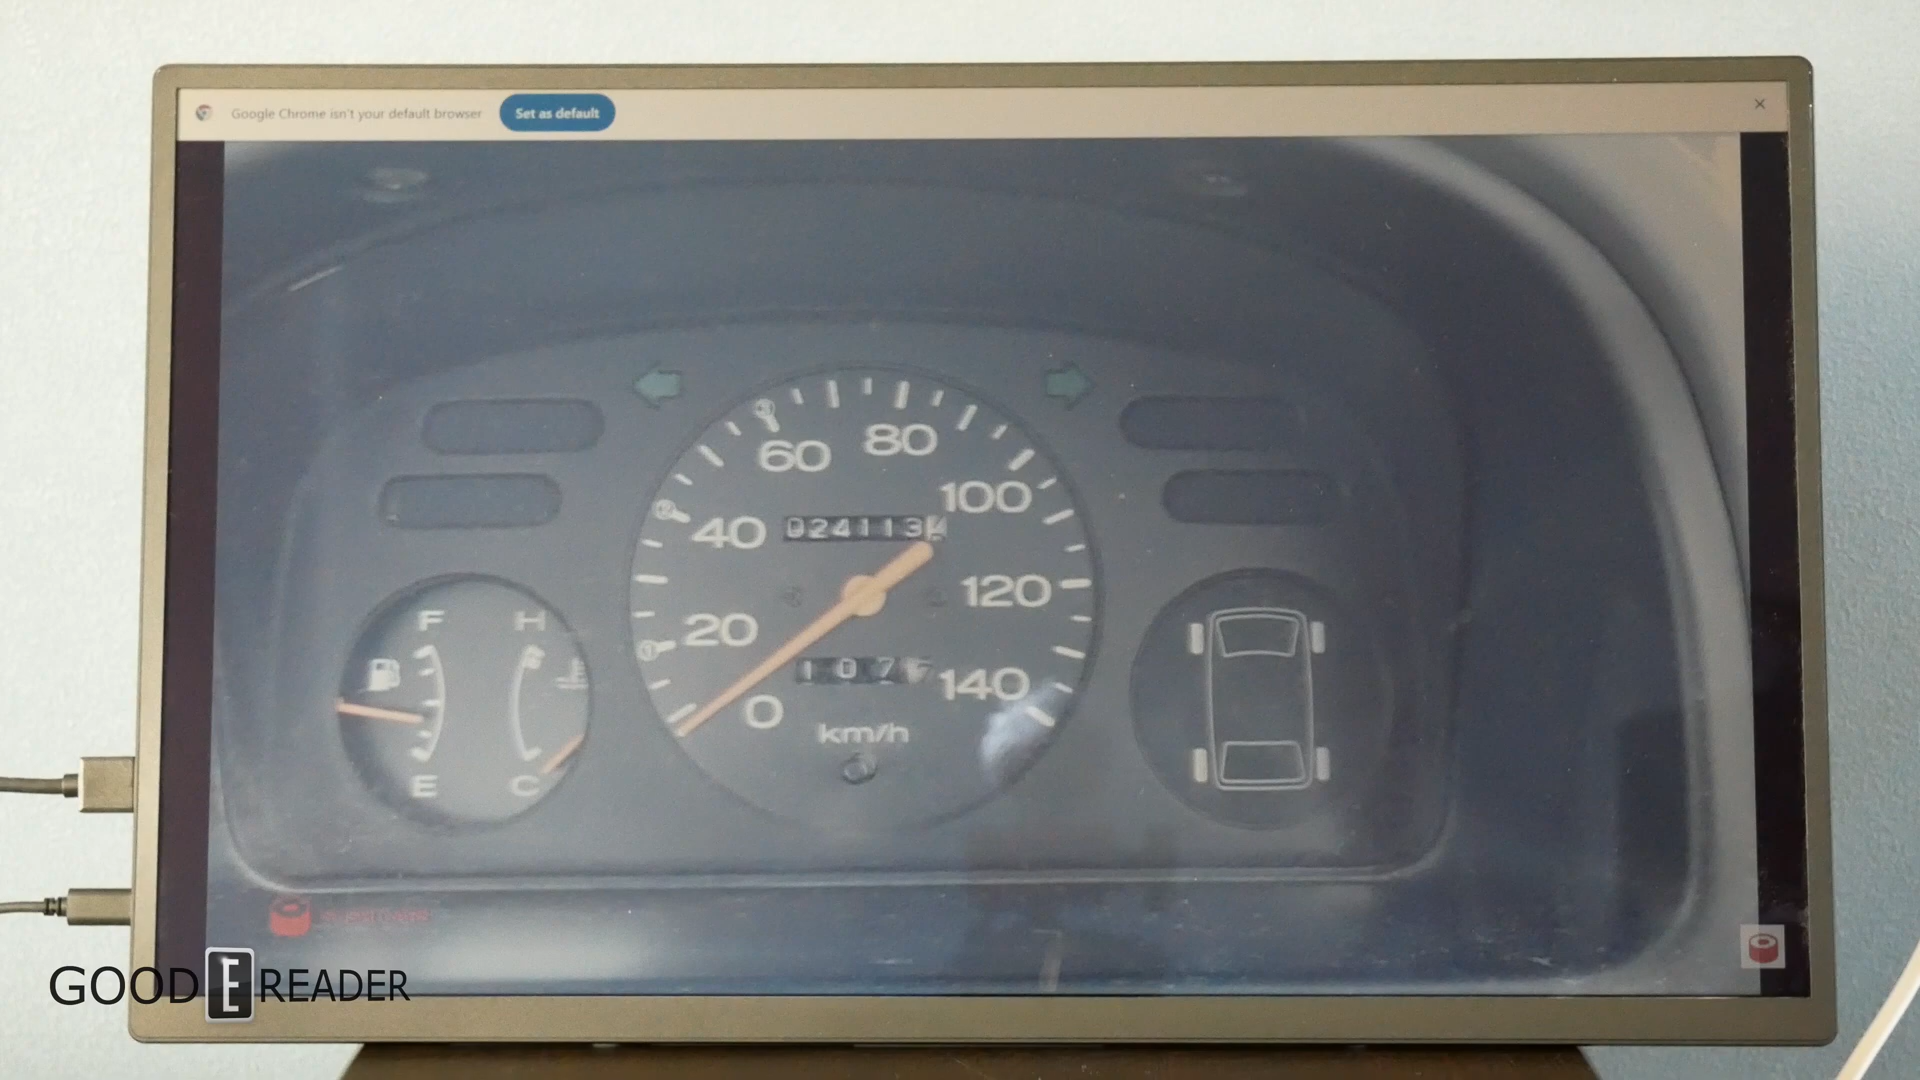 Google Chrome isn't your default browser Set as default
60 80
40 100
024113
20 120
107
0 140
km/h
F H
E C
GOOD E READER